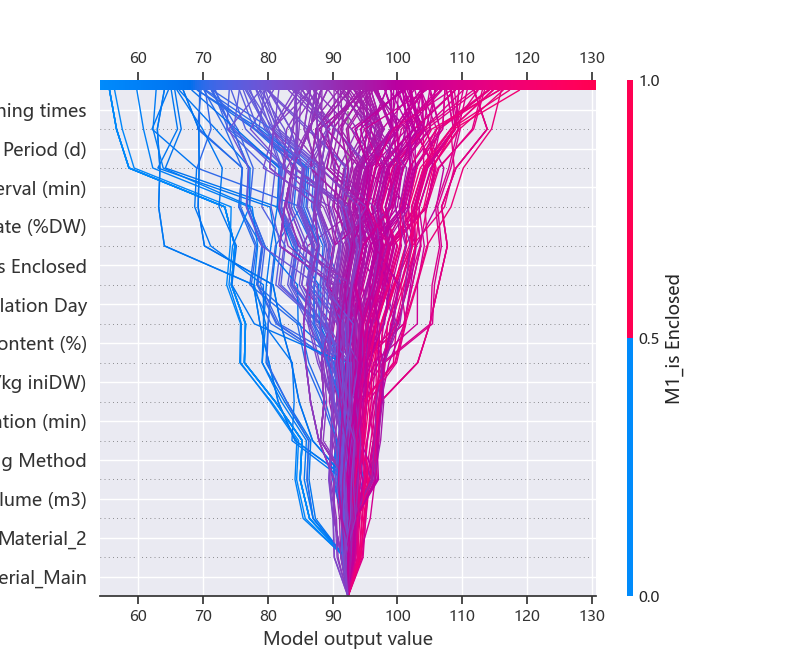 60 70 80 90 100 110 120 130
1.0
ning times
Period (d)
erval (min)
ate (%DW)
s Enclosed
lation Day
0.5
ontent (%)
/kg iniDW)
ation (min)
g Method
lume (m3)
Material_2
erial_Main
0.0
60 70 80 90 100 110 120 130
Model output value
M1_is Enclosed